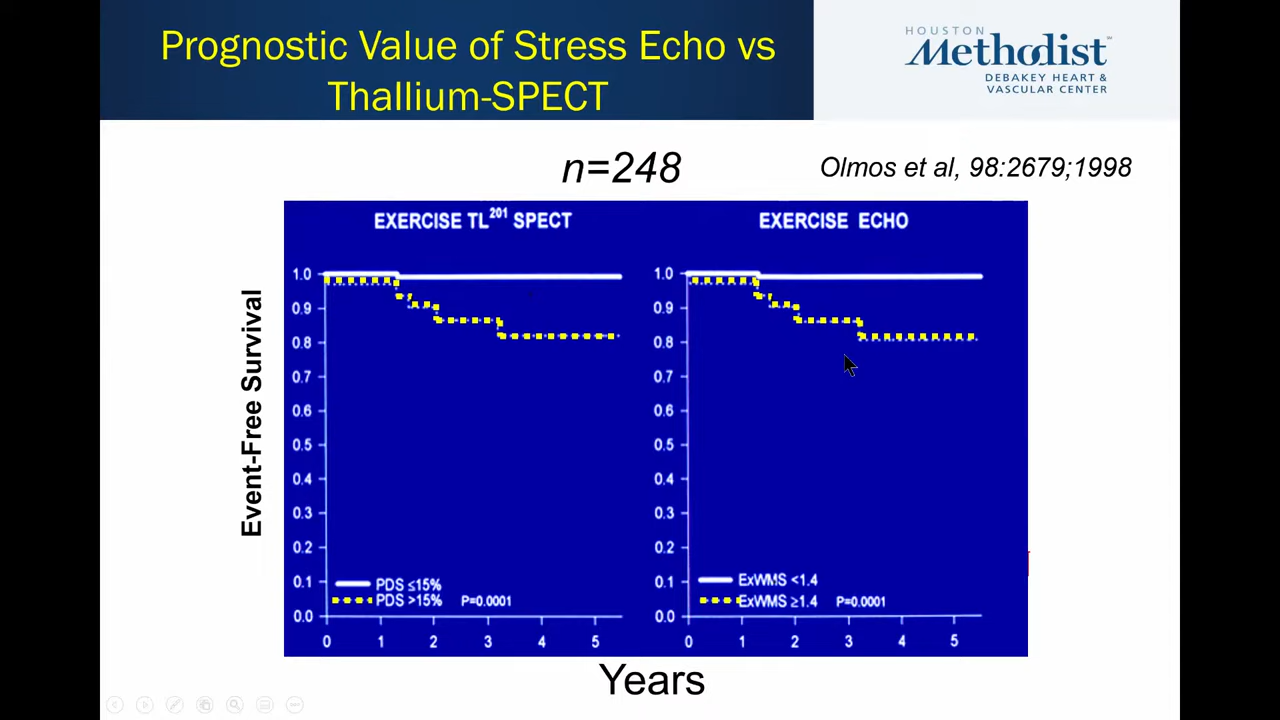 Prognostic Value of Stress Echo vs
Thallium-SPECT
HOUSTON
Methodist℠
DEBAKEY HEART &
VASCULAR CENTER
n=248
Olmos et al, 98:2679;1998
Event-Free Survival
EXERCISE TL²⁰¹ SPECT
1.0
0.9
0.8
0.7
0.6
0.5
0.4
0.3
0.2
0.1
0.0
PDS ≤15%
PDS >15% P=0.0001
0 1 2 3 4 5
EXERCISE ECHO
1.0
0.9
0.8
0.7
0.6
0.5
0.4
0.3
0.2
0.1
0.0
ExWMS <1.4
ExWMS ≥1.4 P=0.0001
0 1 2 3 4 5
Years